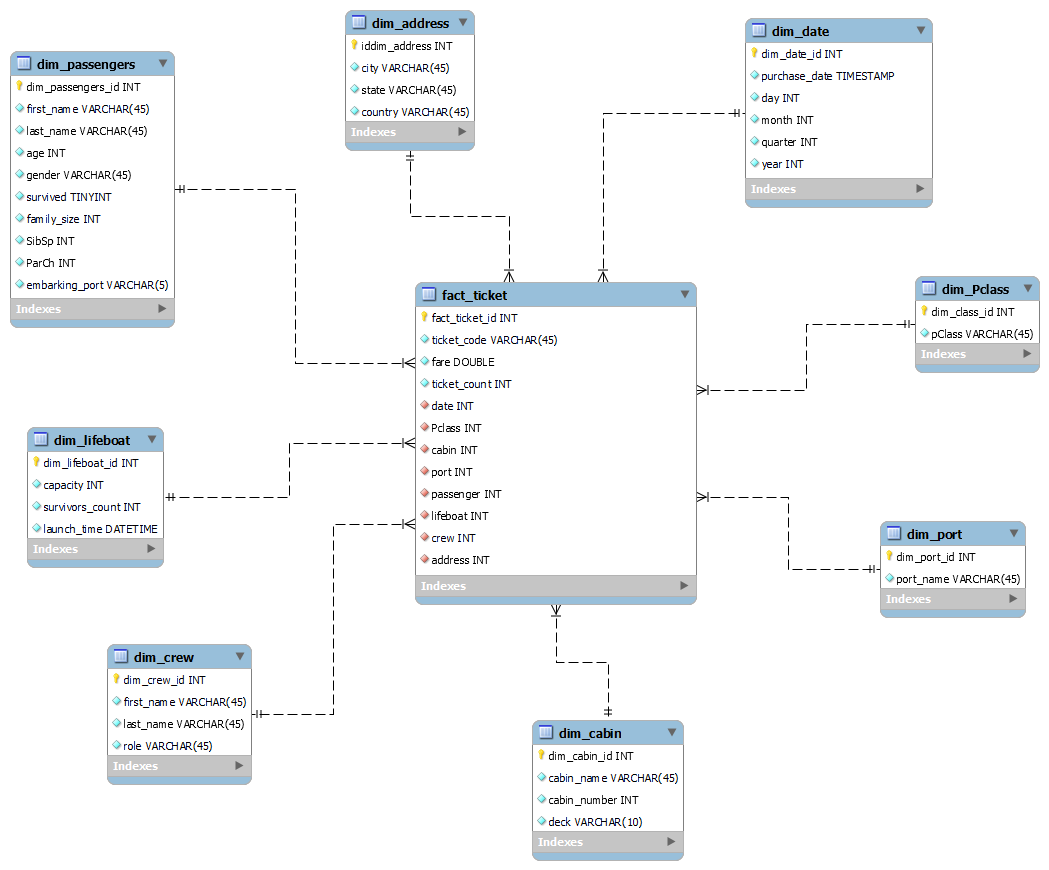 dim_address
iddim_address INT
city VARCHAR(45)
state VARCHAR(45)
country VARCHAR(45)
Indexes
dim_date
dim_date_id INT
purchase_date TIMESTAMP
day INT
month INT
quarter INT
year INT
Indexes
dim_passengers
dim_passengers_id INT
first_name VARCHAR(45)
last_name VARCHAR(45)
age INT
gender VARCHAR(45)
survived TINYINT
family_size INT
SibSp INT
ParCh INT
embarking_port VARCHAR(5)
Indexes
fact_ticket
fact_ticket_id INT
ticket_code VARCHAR(45)
fare DOUBLE
ticket_count INT
date INT
Pclass INT
cabin INT
port INT
passenger INT
lifeboat INT
crew INT
address INT
Indexes
dim_Pclass
dim_class_id INT
pClass VARCHAR(45)
Indexes
dim_lifeboat
dim_lifeboat_id INT
capacity INT
survivors_count INT
launch_time DATETIME
Indexes
dim_port
dim_port_id INT
port_name VARCHAR(45)
Indexes
dim_crew
dim_crew_id INT
first_name VARCHAR(45)
last_name VARCHAR(45)
role VARCHAR(45)
Indexes
dim_cabin
dim_cabin_id INT
cabin_name VARCHAR(45)
cabin_number INT
deck VARCHAR(10)
Indexes